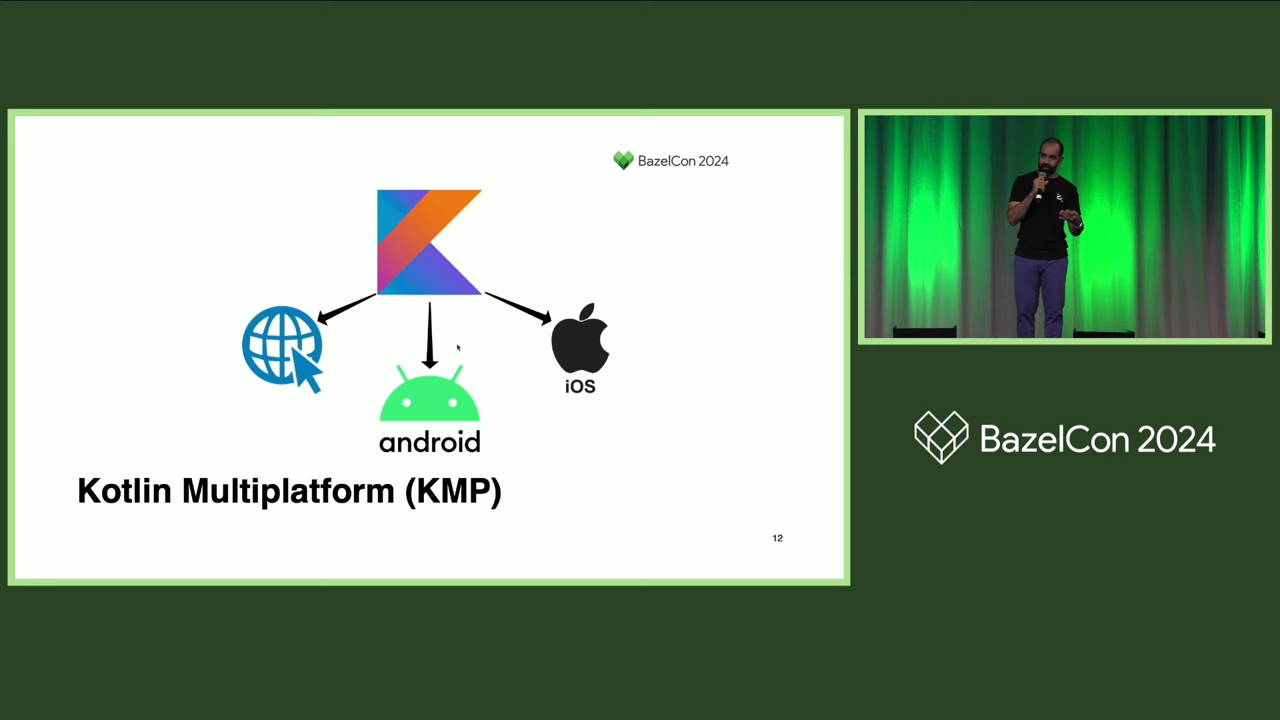 BazelCon 2024
iOS
android
Kotlin Multiplatform (KMP)
12
BazelCon 2024